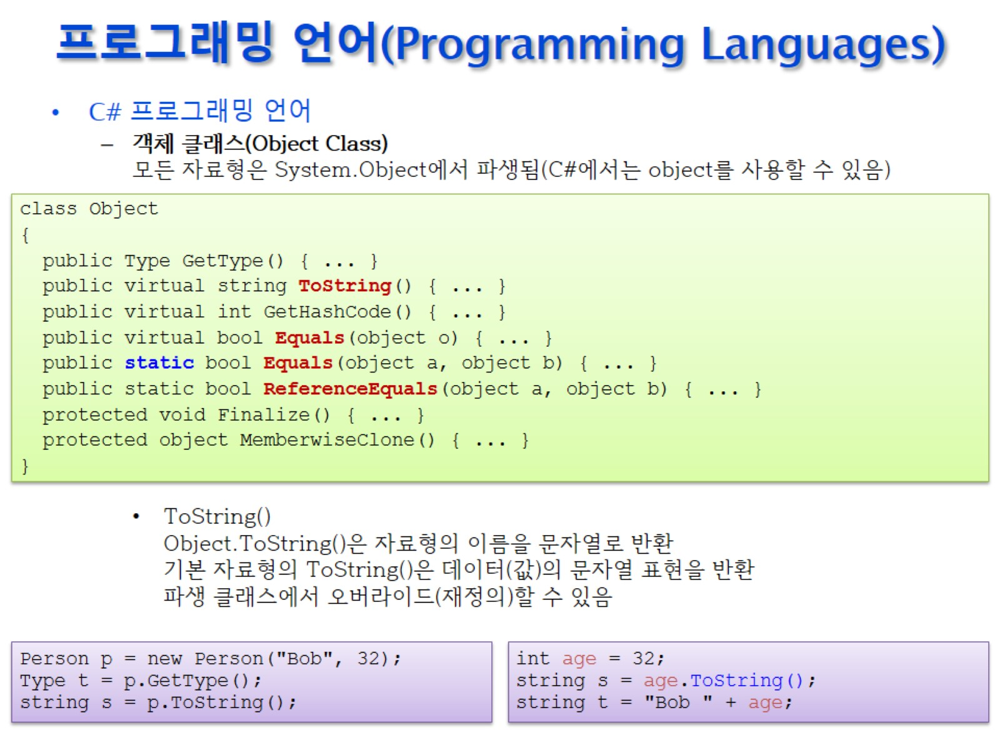 프로그래밍 언어(Programming Languages)
• C# 프로그래밍 언어
– 객체 클래스(Object Class)
모든 자료형은 System.Object에서 파생됨(C#에서는 object를 사용할 수 있음)
class Object
{
  public Type GetType() { ... }
  public virtual string ToString() { ... }
  public virtual int GetHashCode() { ... }
  public virtual bool Equals(object o) { ... }
  public static bool Equals(object a, object b) { ... }
  public static bool ReferenceEquals(object a, object b) { ... }
  protected void Finalize() { ... }
  protected object MemberwiseClone() { ... }
}
• ToString()
Object.ToString()은 자료형의 이름을 문자열로 반환
기본 자료형의 ToString()은 데이터(값)의 문자열 표현을 반환
파생 클래스에서 오버라이드(재정의)할 수 있음
Person p = new Person("Bob", 32);
Type t = p.GetType();
string s = p.ToString();
int age = 32;
string s = age.ToString();
string t = "Bob " + age;